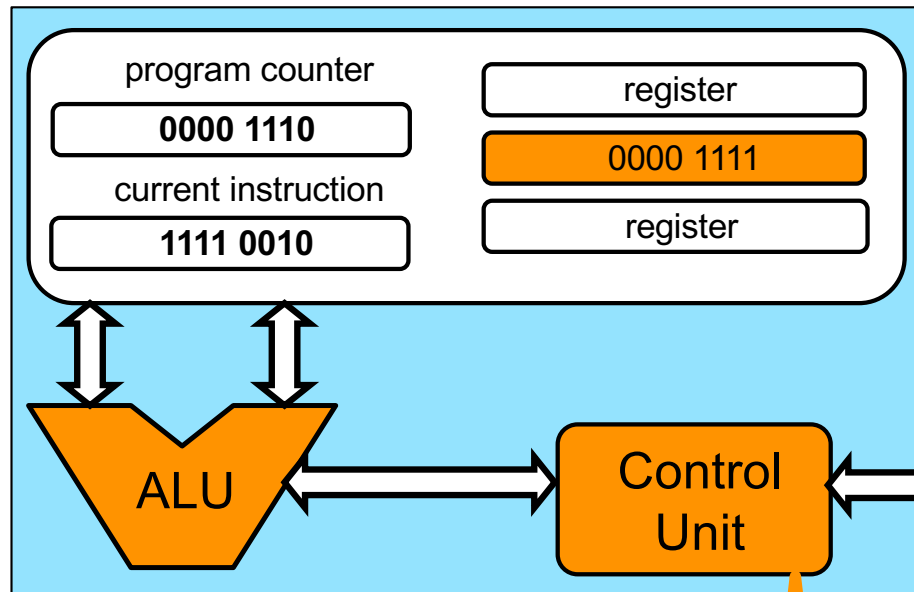 program counter
0000 1110
current instruction
1111 0010
register
0000 1111
register
ALU
Control
Unit